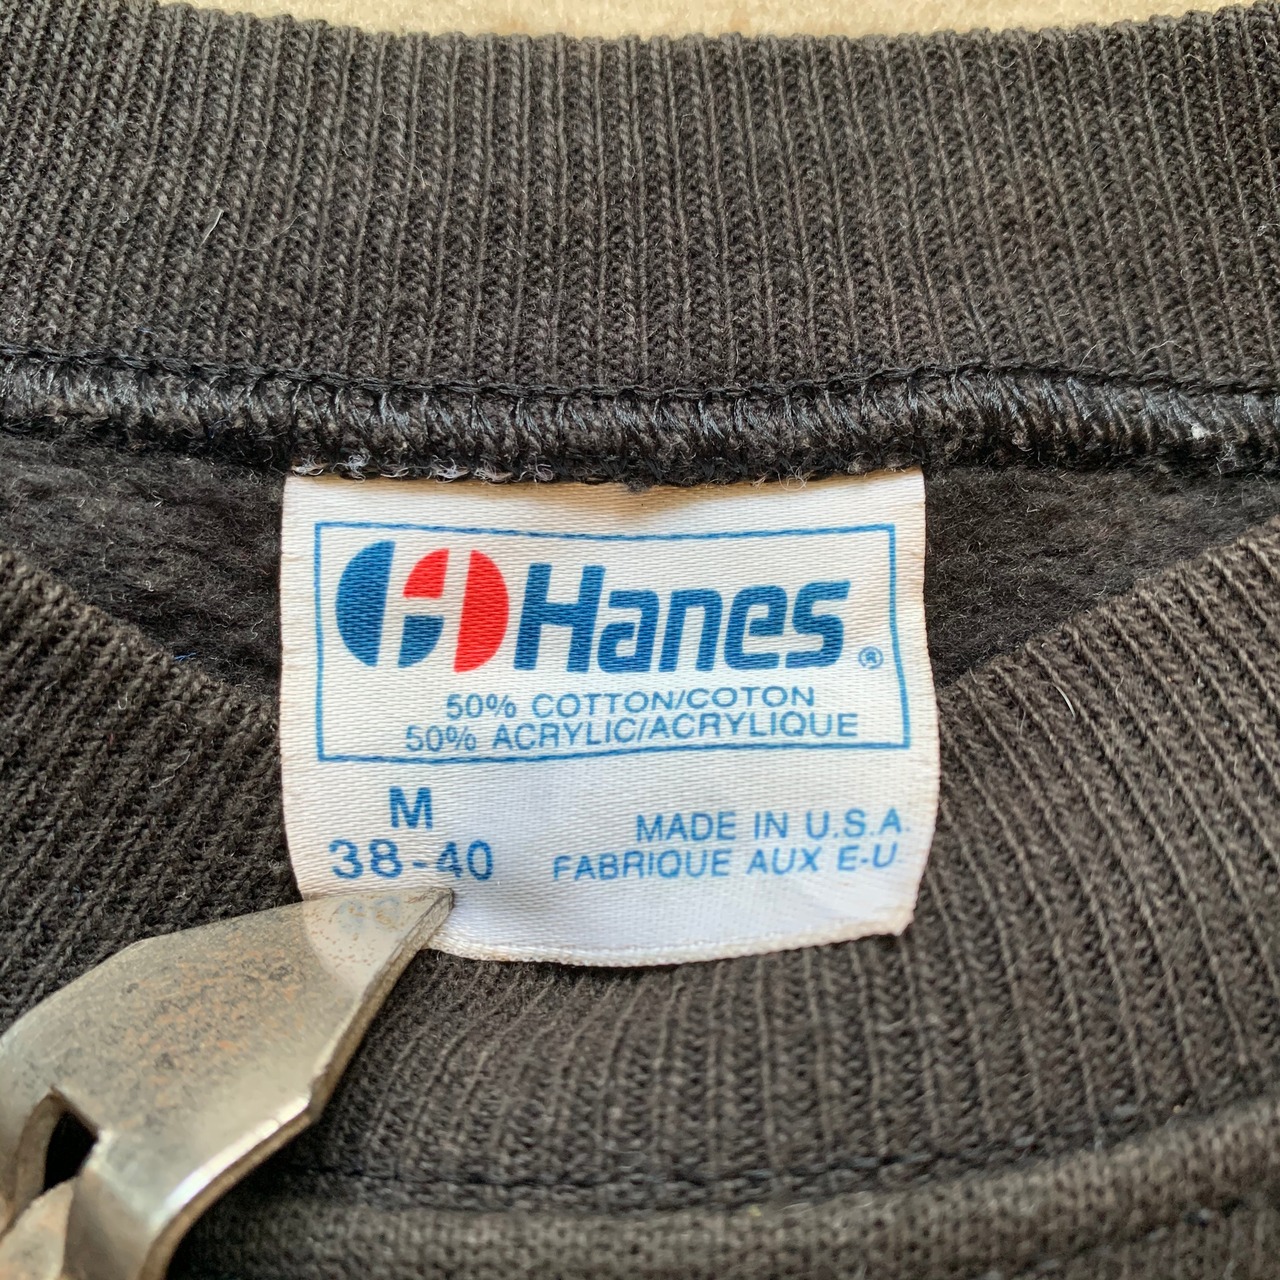 Hanes®
50% COTTON/COTON
50% ACRYLIC/ACRYLIQUE
M
38-40
MADE IN U.S.A.
FABRIQUE AUX E-U